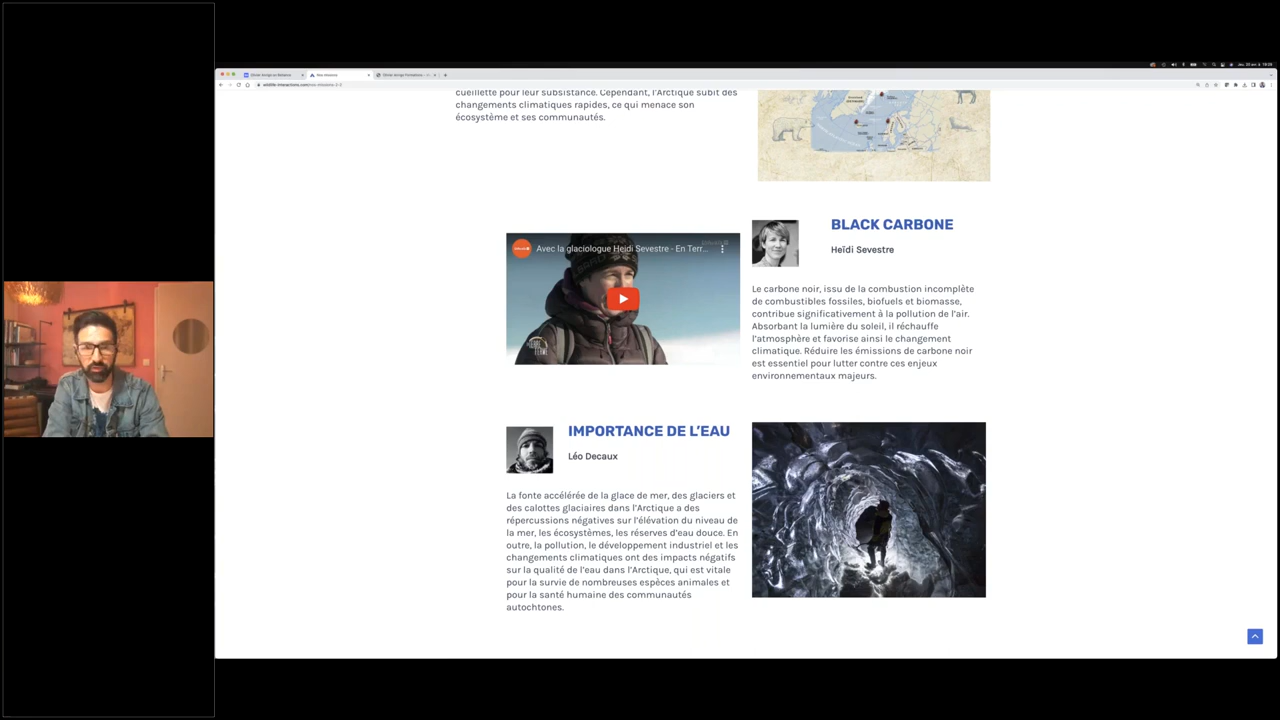 Nos missions
cueillette pour leur subsistance. Cependant, l'Arctique subit des
changements climatiques rapides, ce qui menace son
écosystème et ses communautés.
Avec la glaciologue Heidi Sevestre - En Terr...
BLACK CARBONE
Heïdi Sevestre
Le carbone noir, issu de la combustion incomplète
de combustibles fossiles, biofuels et biomasse,
contribue significativement à la pollution de l'air.
Absorbant la lumière du soleil, il réchauffe
l'atmosphère et favorise ainsi le changement
climatique. Réduire les émissions de carbone noir
est essentiel pour lutter contre ces enjeux
environnementaux majeurs.
IMPORTANCE DE L'EAU
Léo Decaux
La fonte accélérée de la glace de mer, des glaciers et
des calottes glaciaires dans l'Arctique a des
répercussions négatives sur l'élévation du niveau de
la mer, les écosystèmes, les réserves d'eau douce. En
outre, la pollution, le développement industriel et les
changements climatiques ont des impacts négatifs
sur la qualité de l'eau dans l'Arctique, qui est vitale
pour la survie de nombreuses espèces animales et
pour la santé humaine des communautés
autochtones.